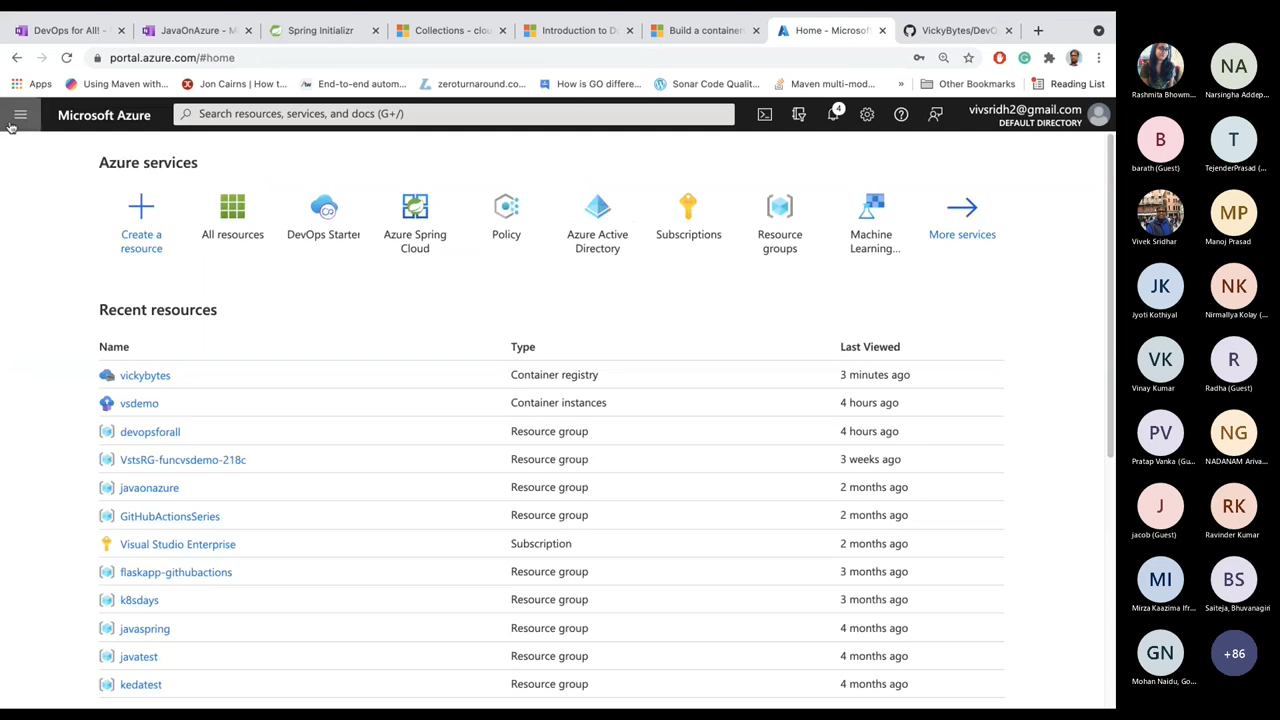 DevOps for All! -
JavaOnAzure - M
Spring Initializr
Collections - clou
Introduction to D
Build a container
Home - Microsoft
VickyBytes/DevO
portal.azure.com/#home
Apps
Using Maven with...
Jon Cairns | How t...
End-to-end autom...
zeroturnaround.co...
How is GO differe...
Sonar Code Qualit...
Maven multi-mod...
»
Other Bookmarks
Reading List
Microsoft Azure
Search resources, services, and docs (G+/)
4
vivsridh2@gmail.com
DEFAULT DIRECTORY
Azure services
Create a resource
All resources
DevOps Starter
Azure Spring Cloud
Policy
Azure Active Directory
Subscriptions
Resource groups
Machine Learning...
More services
Recent resources
Name Type Last Viewed
vickybytes Container registry 3 minutes ago
vsdemo Container instances 4 hours ago
devopsforall Resource group 4 hours ago
VstsRG-funcvsdemo-218c Resource group 3 weeks ago
javaonazure Resource group 2 months ago
GitHubActionsSeries Resource group 2 months ago
Visual Studio Enterprise Subscription 2 months ago
flaskapp-githubactions Resource group 3 months ago
k8sdays Resource group 3 months ago
javaspring Resource group 4 months ago
javatest Resource group 4 months ago
kedatest Resource group 4 months ago
Rashmita Bhowm...
NA
Narsingha Addep...
B
barath (Guest)
T
TejenderPrasad (...
Vivek Sridhar
MP
Manoj Prasad
JK
Jyoti Kothiyal
NK
Nirmallya Kolay (...
VK
Vinay Kumar
R
Radha (Guest)
PV
Pratap Vanka (Gu...
NG
NADANAM Ariva...
J
jacob (Guest)
RK
Ravinder Kumar
MI
Mirza Kaazima Ifr...
BS
Saiteja, Bhuvanagiri
GN
Mohan Naidu, Go...
+86